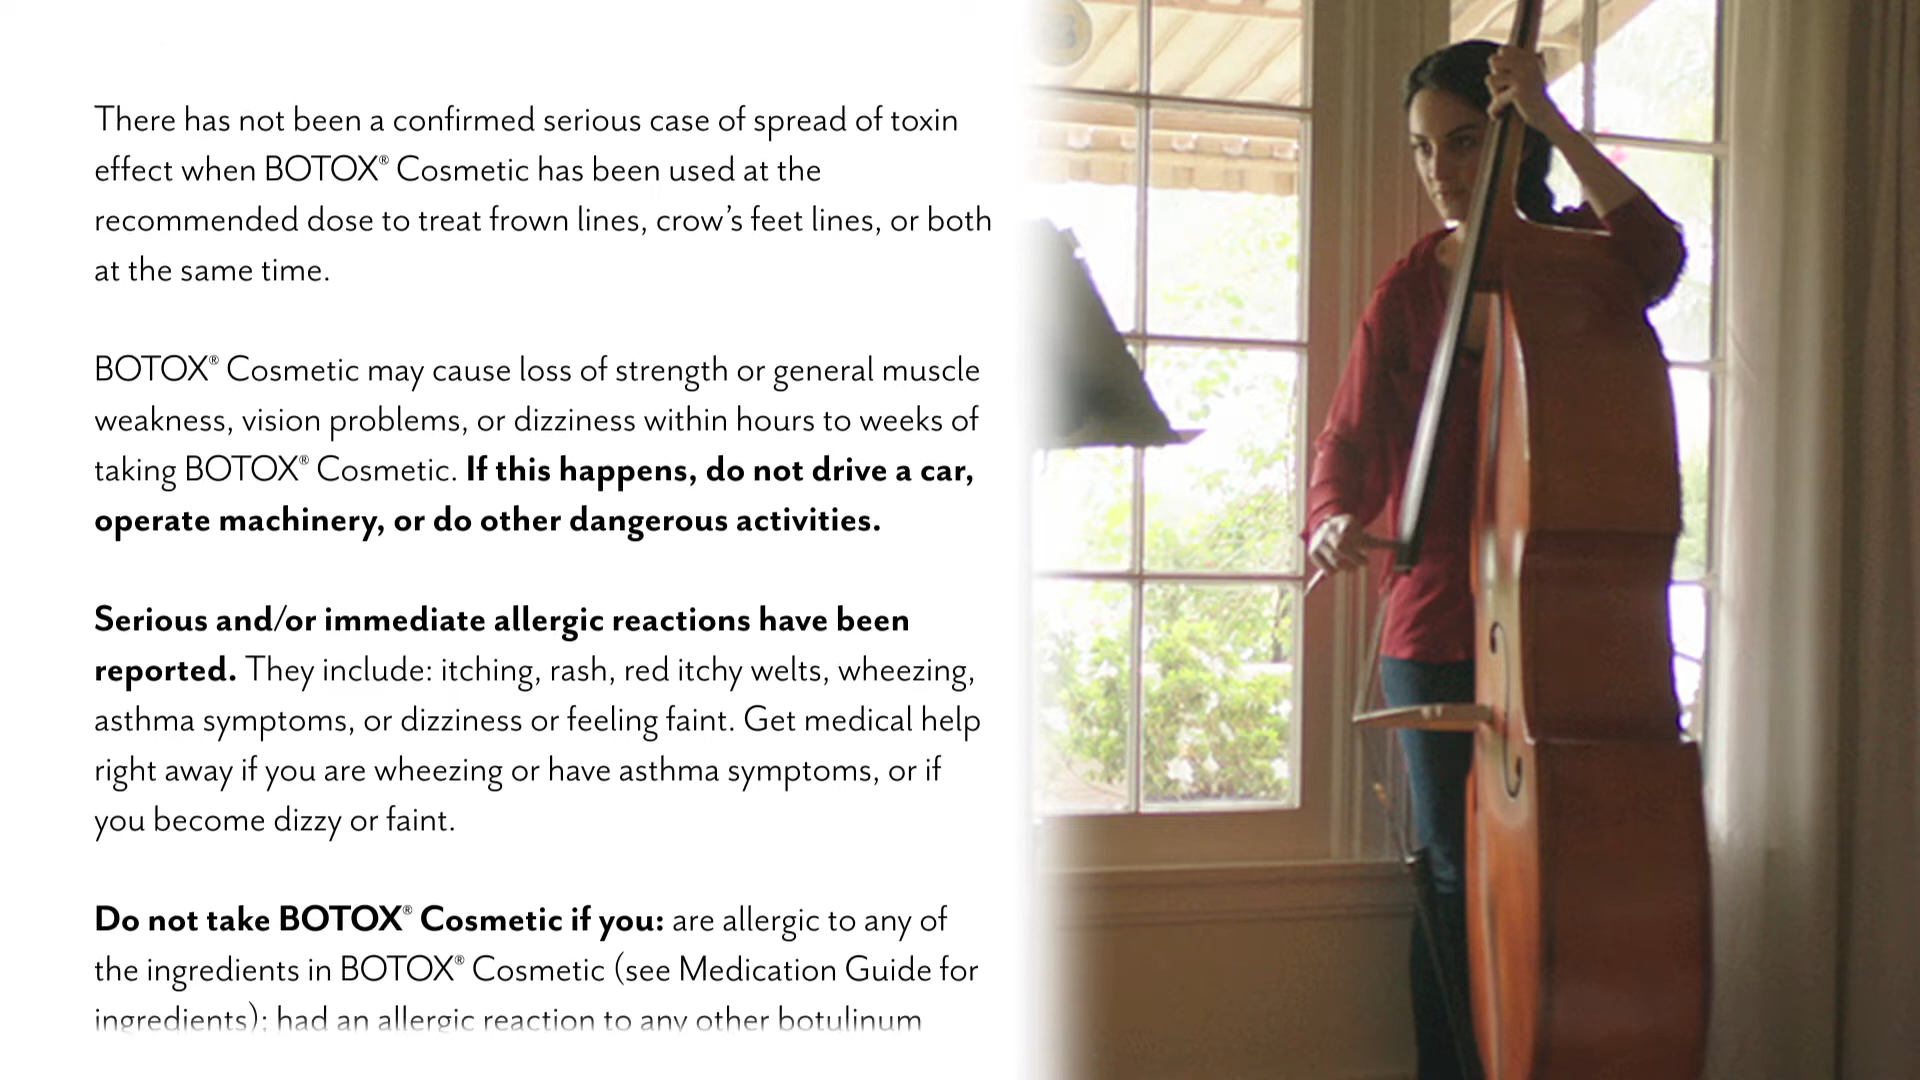 There has not been a confirmed serious case of spread of toxin
effect when BOTOX® Cosmetic has been used at the
recommended dose to treat frown lines, crow’s feet lines, or both
at the same time.
BOTOX® Cosmetic may cause loss of strength or general muscle
weakness, vision problems, or dizziness within hours to weeks of
taking BOTOX® Cosmetic. If this happens, do not drive a car,
operate machinery, or do other dangerous activities.
Serious and/or immediate allergic reactions have been
reported. They include: itching, rash, red itchy welts, wheezing,
asthma symptoms, or dizziness or feeling faint. Get medical help
right away if you are wheezing or have asthma symptoms, or if
you become dizzy or faint.
Do not take BOTOX® Cosmetic if you: are allergic to any of
the ingredients in BOTOX® Cosmetic (see Medication Guide for
ingredients); had an allergic reaction to any other botulinum